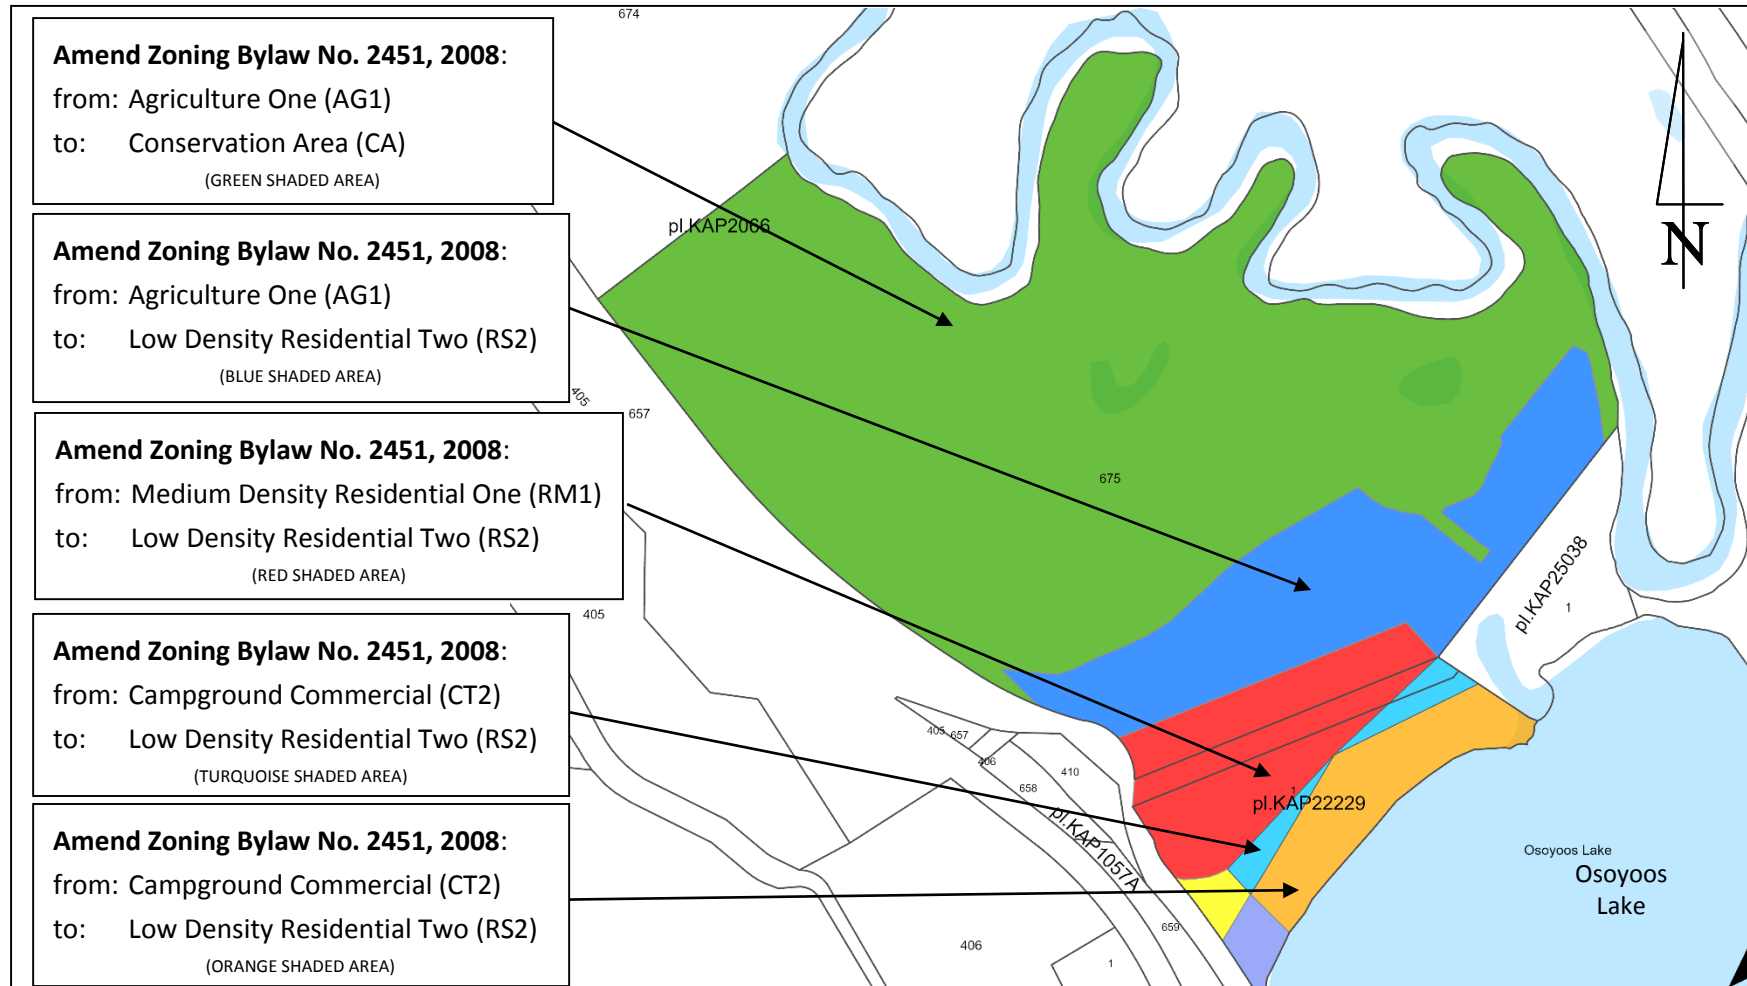 Amend Zoning Bylaw No. 2451, 2008:
from: Agriculture One (AG1)
to: Conservation Area (CA)
(GREEN SHADED AREA)
Amend Zoning Bylaw No. 2451, 2008:
from: Agriculture One (AG1)
to: Low Density Residential Two (RS2)
(BLUE SHADED AREA)
Amend Zoning Bylaw No. 2451, 2008:
from: Medium Density Residential One (RM1)
to: Low Density Residential Two (RS2)
(RED SHADED AREA)
Amend Zoning Bylaw No. 2451, 2008:
from: Campground Commercial (CT2)
to: Low Density Residential Two (RS2)
(TURQUOISE SHADED AREA)
Amend Zoning Bylaw No. 2451, 2008:
from: Campground Commercial (CT2)
to: Low Density Residential Two (RS2)
(ORANGE SHADED AREA)
674
N
pl.KAP2066
405
657
675
pl.KAP25038
1
405
405
657
406
410
658
pl.KAP1057A
1
pl.KAP22229
Osoyoos Lake
Osoyoos
Lake
659
406
1